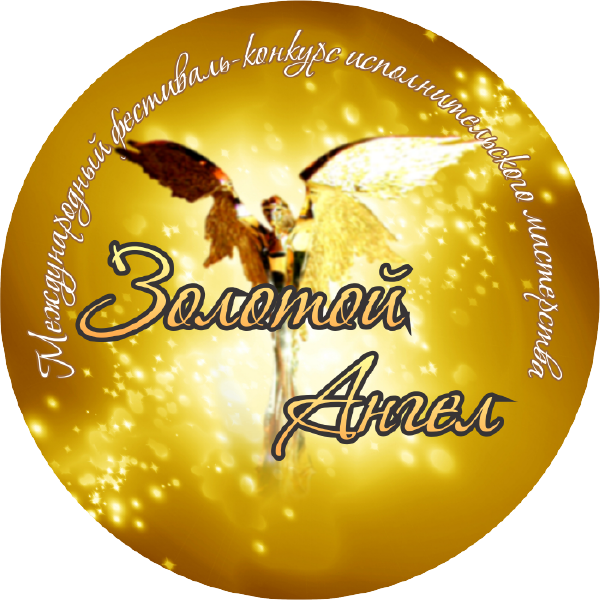 Международный фестиваль-конкурс исполнительского мастерства
Золотой
Ангел